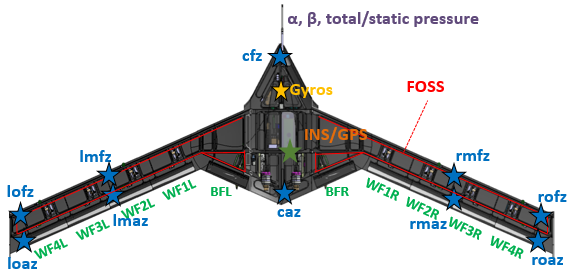 α, β, total/static pressure
cfz
Gyros
FOSS
INS/GPS
lmfz
rmfz
lofz
rofz
WF1L
WF2L
WF3L
WF4L
BFL
BFR
WF1R
WF2R
WF3R
WF4R
lmaz
rmaz
caz
loaz
roaz